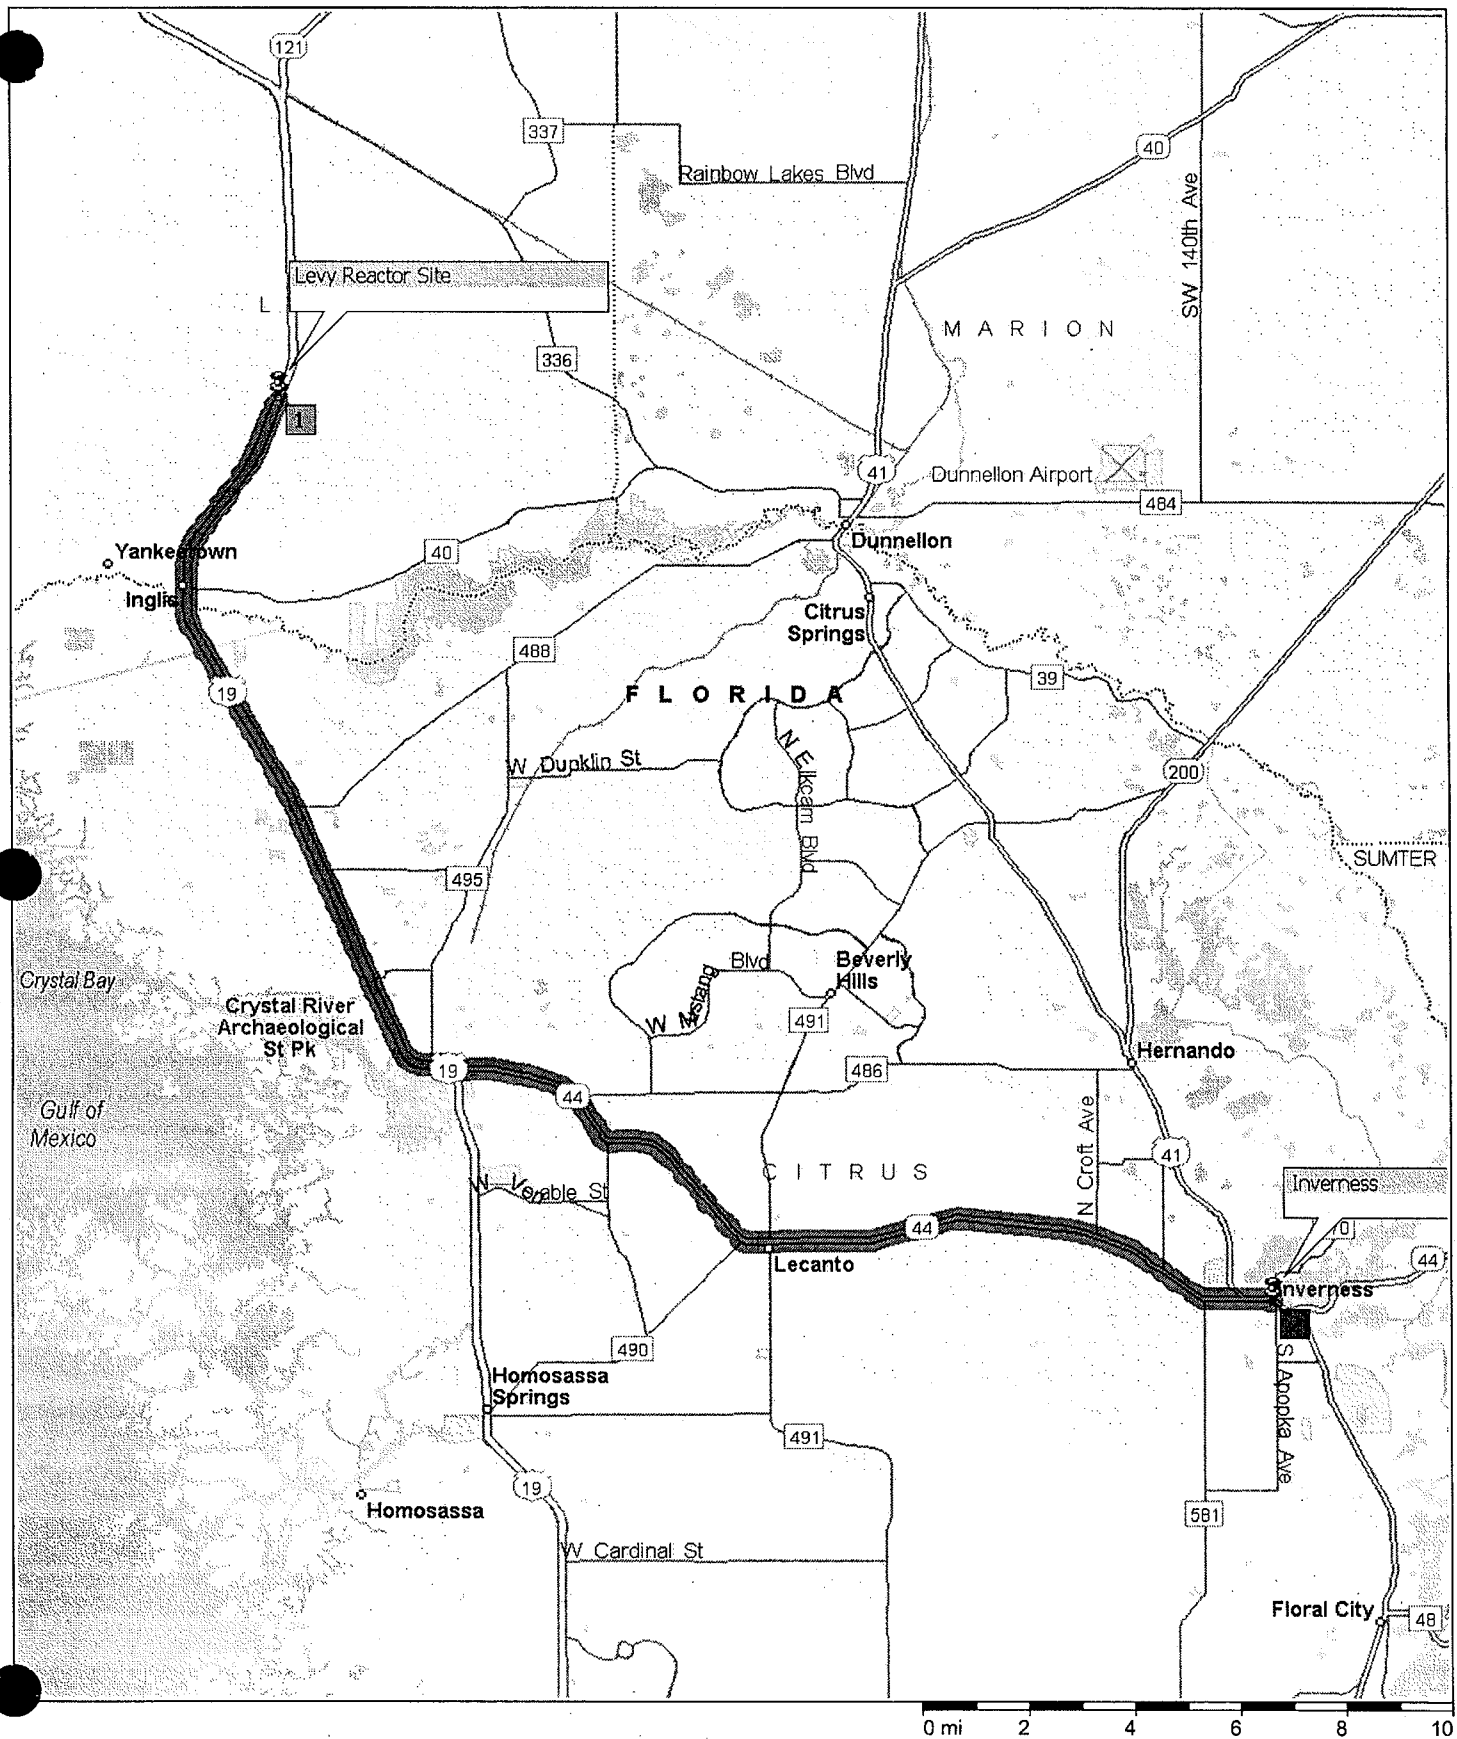 121
337
40
Rainbow Lakes Blvd
SW 140th Ave
Levy Reactor Site
L
MARION
336
1
41
Dunnellon Airport
484
Yankeetown
40
Dunnellon
Inglis
Citrus
Springs
488
39
19
FLORIDA
N Elkcam Blvd
W Dunklin St
200
SUMTER
495
Crystal Bay
Beverly
Hills
Blvd
W Mustang
Crystal River
Archaeological
St Pk
491
Hernando
19
486
44
Gulf of
Mexico
N Croft Ave
41
CITRUS
W Venable St
Inverness
44
44
Lecanto
Inverness
490
S Apopka Ave
Homosassa
Springs
491
19
Homosassa
581
W Cardinal St
Floral City
48
0 mi 2 4 6 8 10